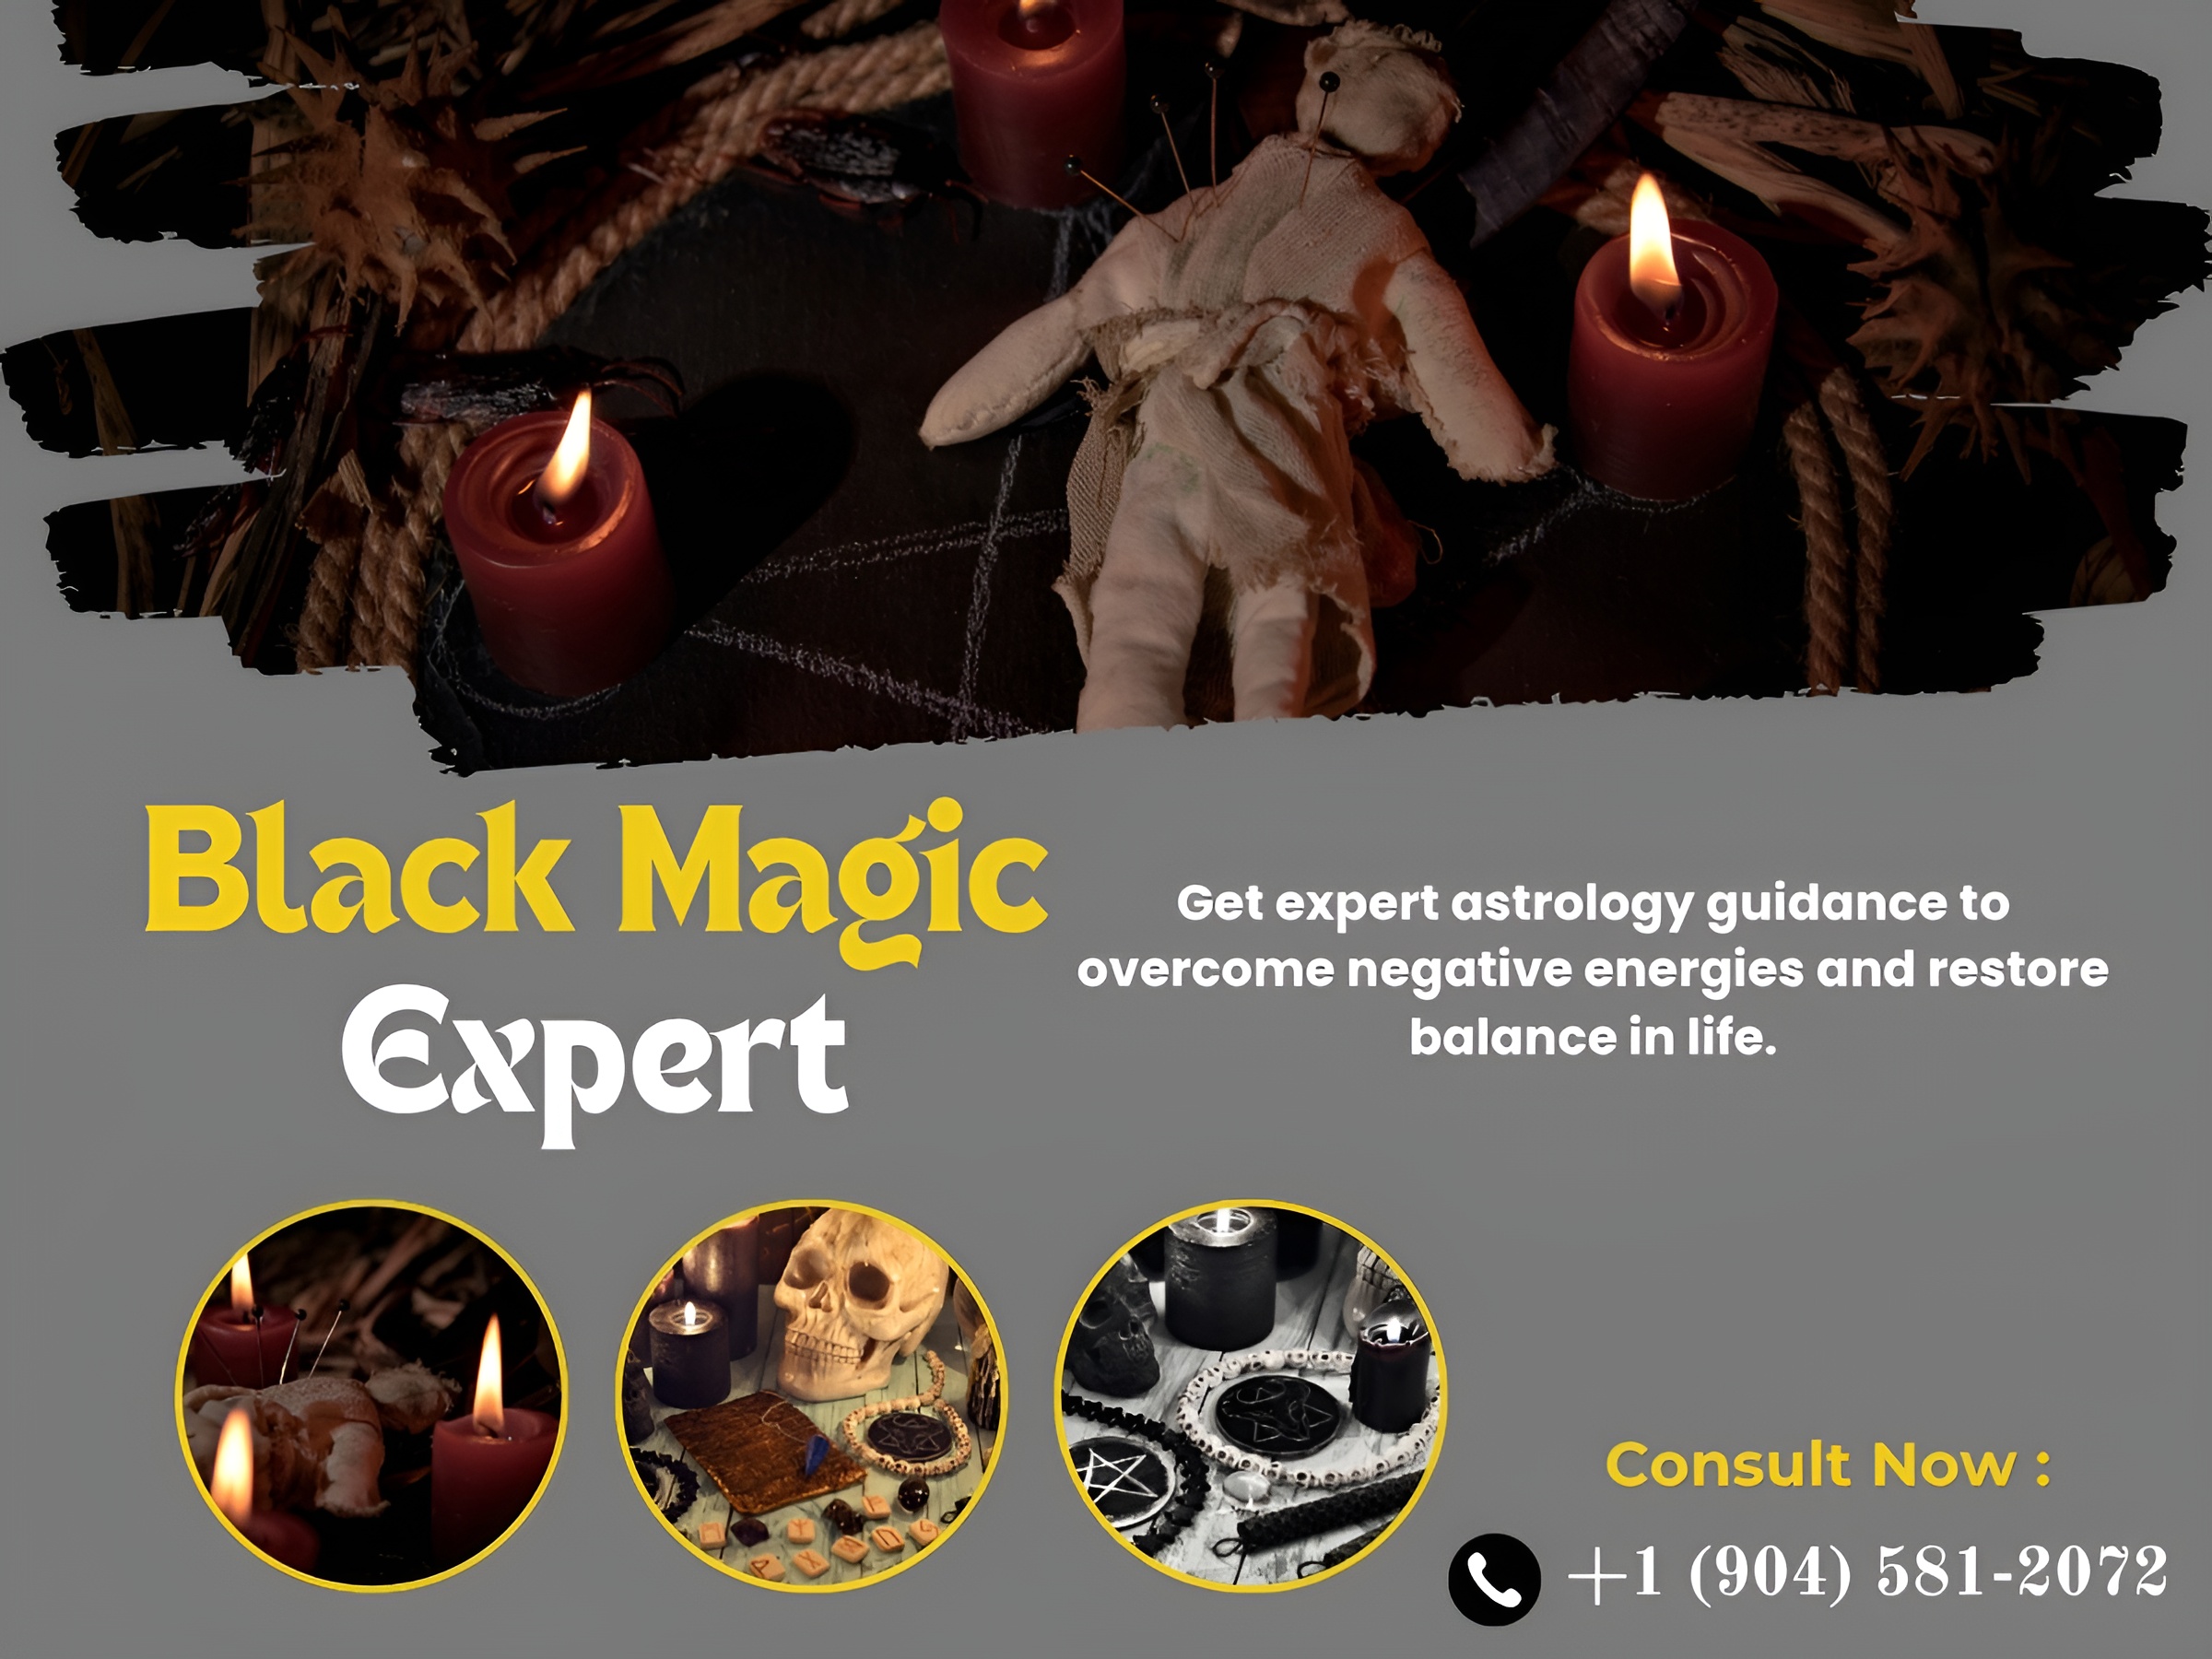 Black Magic
Expert
Get expert astrology guidance to
overcome negative energies and restore
balance in life.
Consult Now :
+1 (904) 581-2072